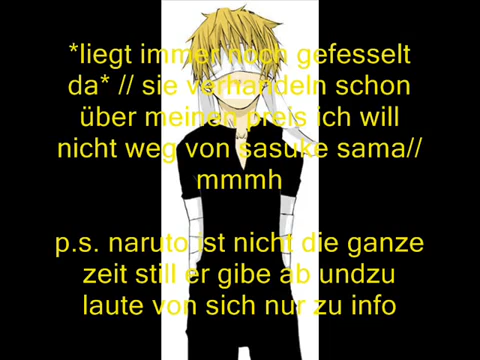 *liegt immer noch gefesselt
da* // sie verhandeln schon
über meinen preis ich will
nicht weg von sasuke sama//
mmmh
p.s. naruto ist nicht die ganze
zeit still er gibe ab undzu
laute von sich nur zu info